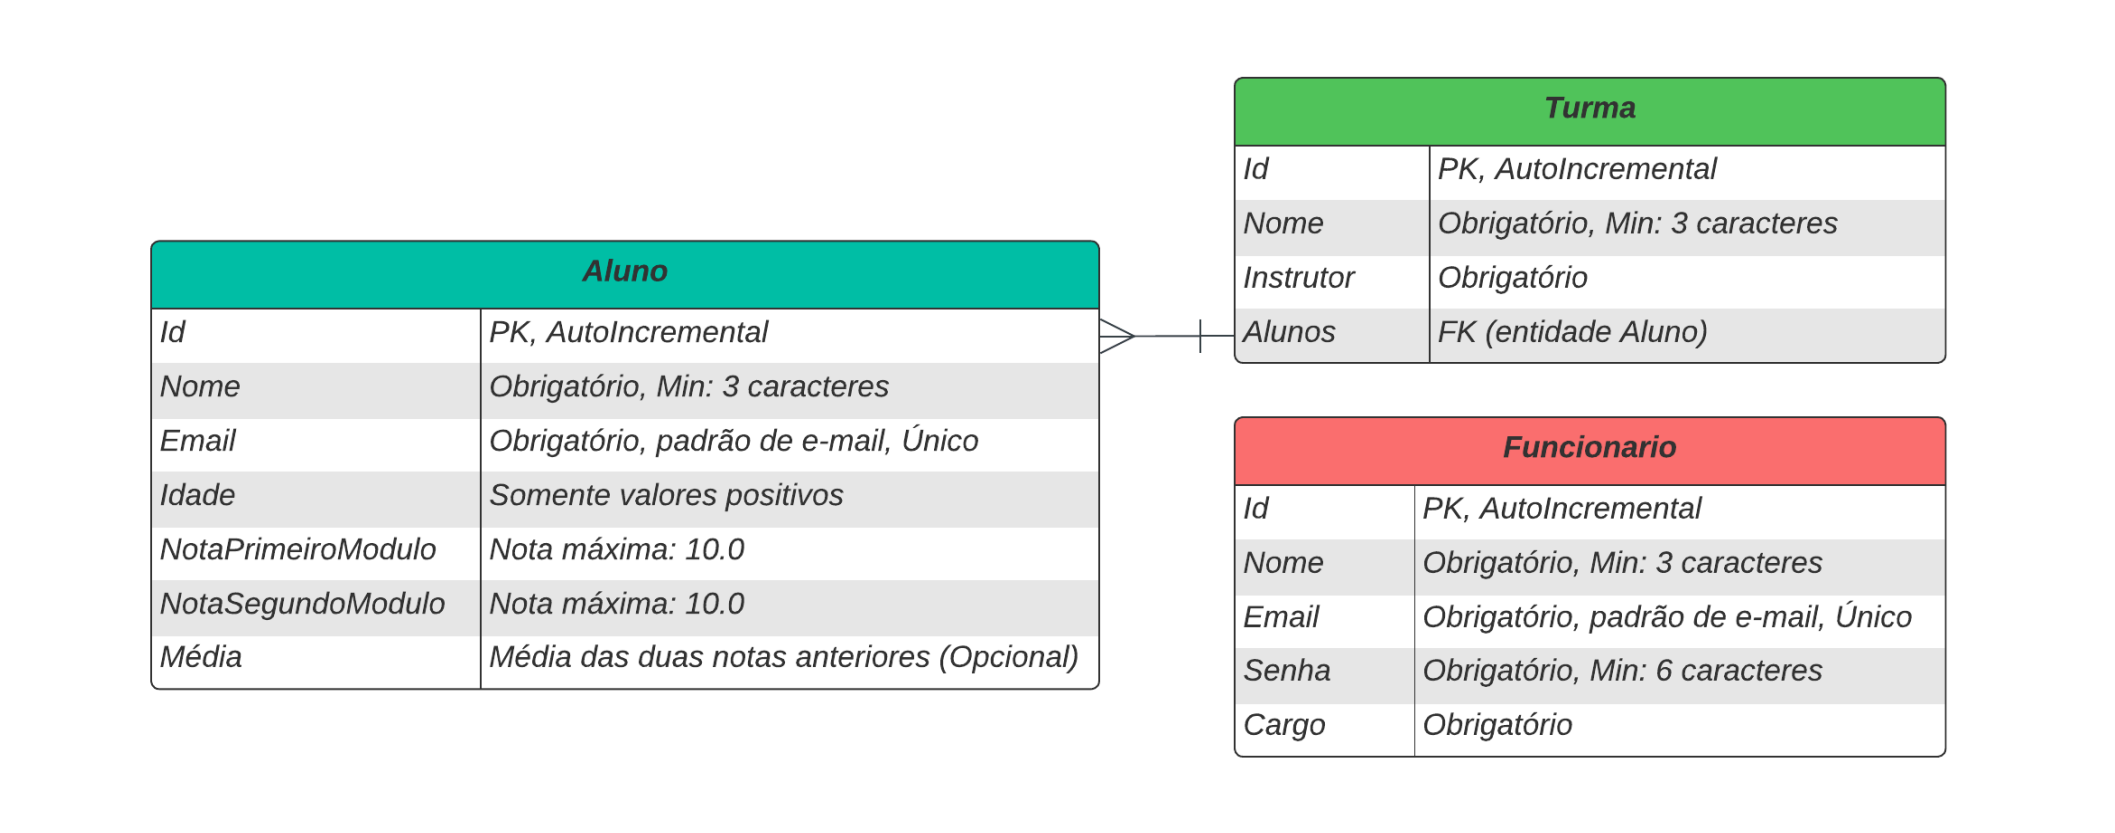 Aluno
Id PK, AutoIncremental
Nome Obrigatório, Min: 3 caracteres
Email Obrigatório, padrão de e-mail, Único
Idade Somente valores positivos
NotaPrimeiroModulo Nota máxima: 10.0
NotaSegundoModulo Nota máxima: 10.0
Média Média das duas notas anteriores (Opcional)
Turma
Id PK, AutoIncremental
Nome Obrigatório, Min: 3 caracteres
Instrutor Obrigatório
Alunos FK (entidade Aluno)
Funcionario
Id PK, AutoIncremental
Nome Obrigatório, Min: 3 caracteres
Email Obrigatório, padrão de e-mail, Único
Senha Obrigatório, Min: 6 caracteres
Cargo Obrigatório